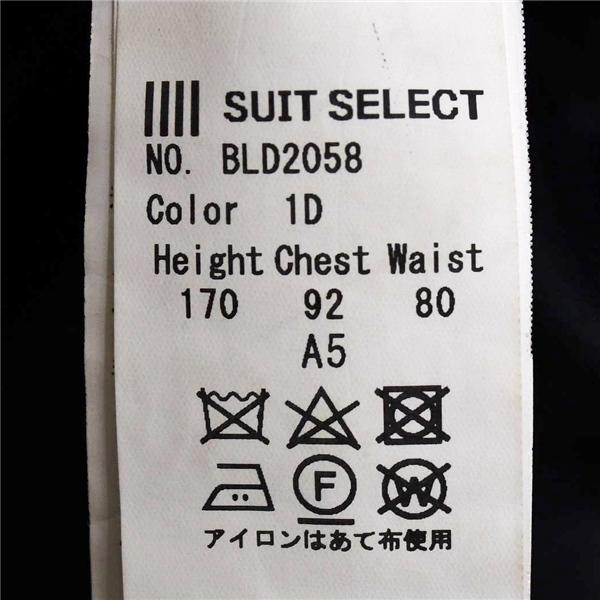 SUIT SELECT
NO. BLD2058
Color 1D
Height Chest Waist
170 92 80
A5
F W
アイロンはあて布使用